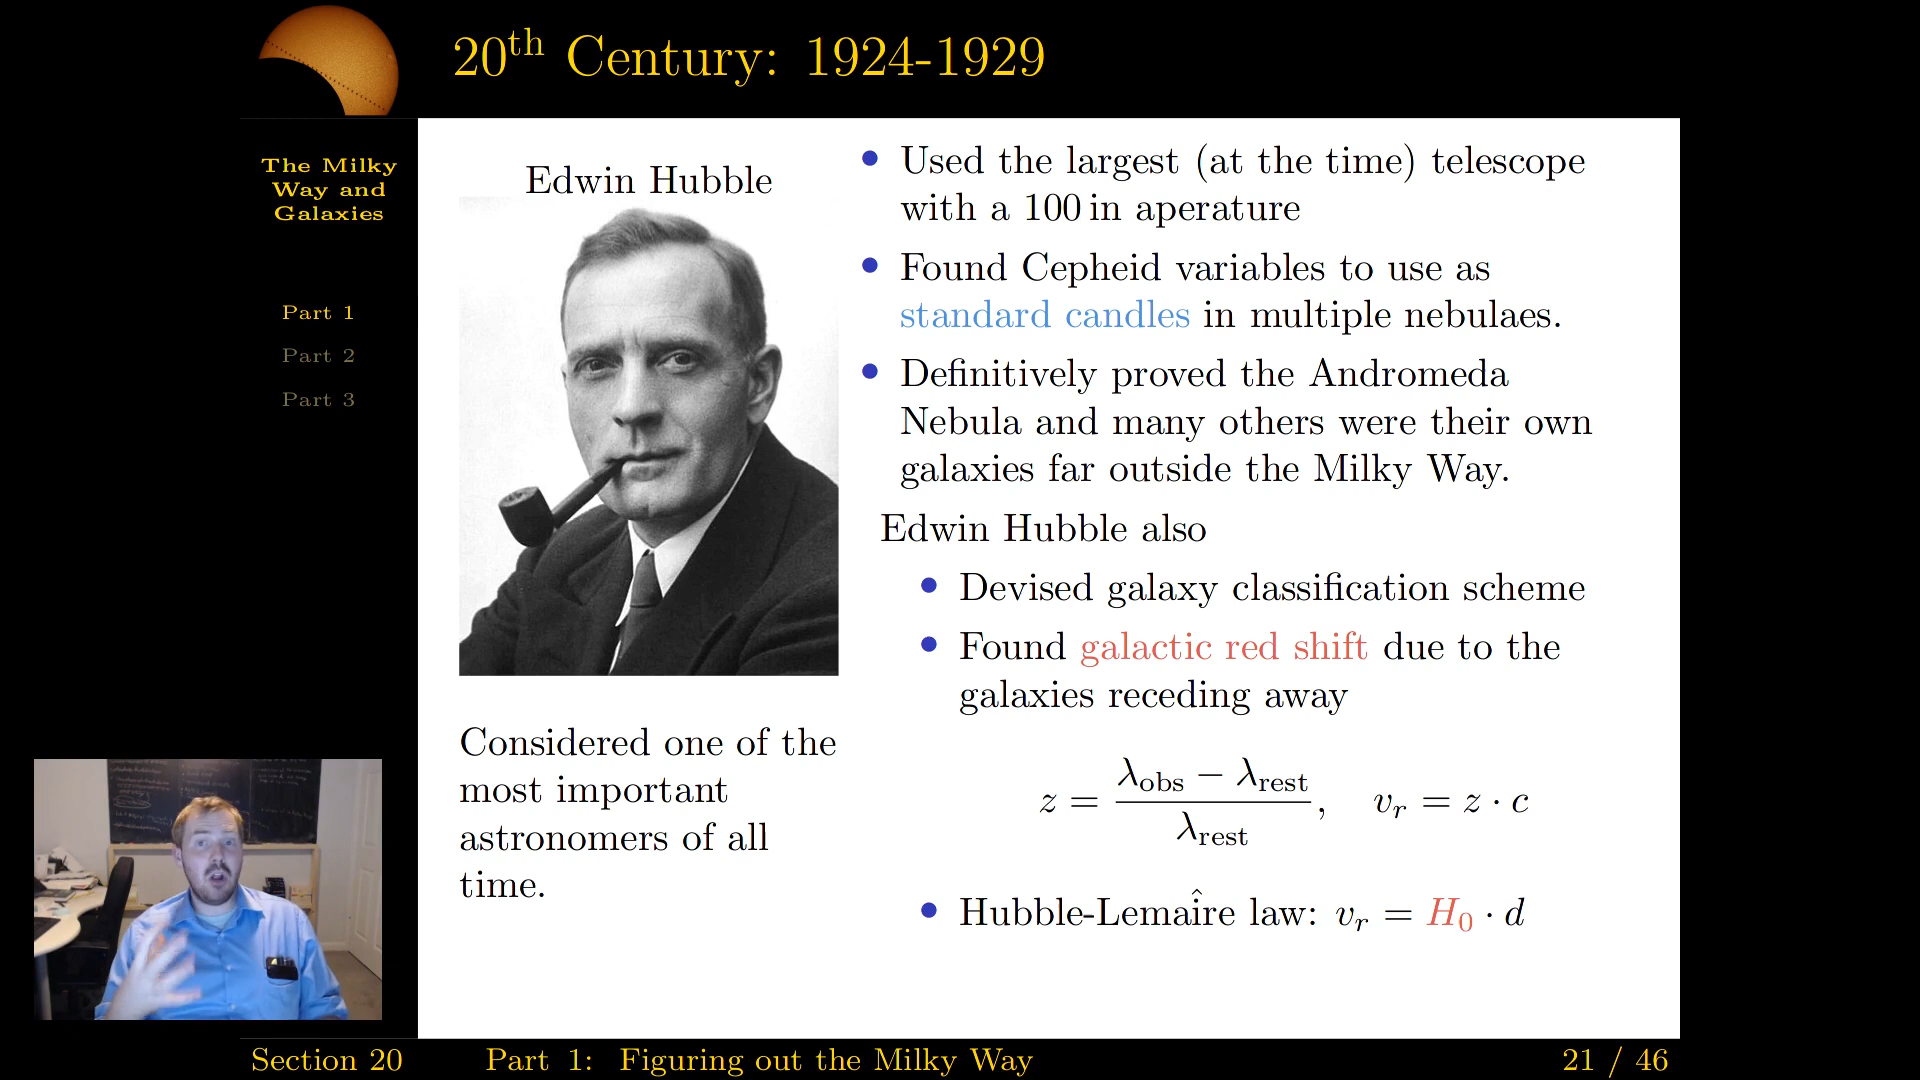 20th Century: 1924-1929
The Milky
Way and
Galaxies
Part 1
Part 2
Part 3
Edwin Hubble
Considered one of the
most important
astronomers of all
time.
• Used the largest (at the time) telescope
with a 100 in aperature
• Found Cepheid variables to use as
standard candles in multiple nebulaes.
• Definitively proved the Andromeda
Nebula and many others were their own
galaxies far outside the Milky Way.
Edwin Hubble also
• Devised galaxy classification scheme
• Found galactic red shift due to the
galaxies receding away
z = (λobs − λrest) / λrest, vr = z · c
• Hubble-Lemaîire law: vr = H0 · d
Section 20
Part 1: Figuring out the Milky Way
21 / 46